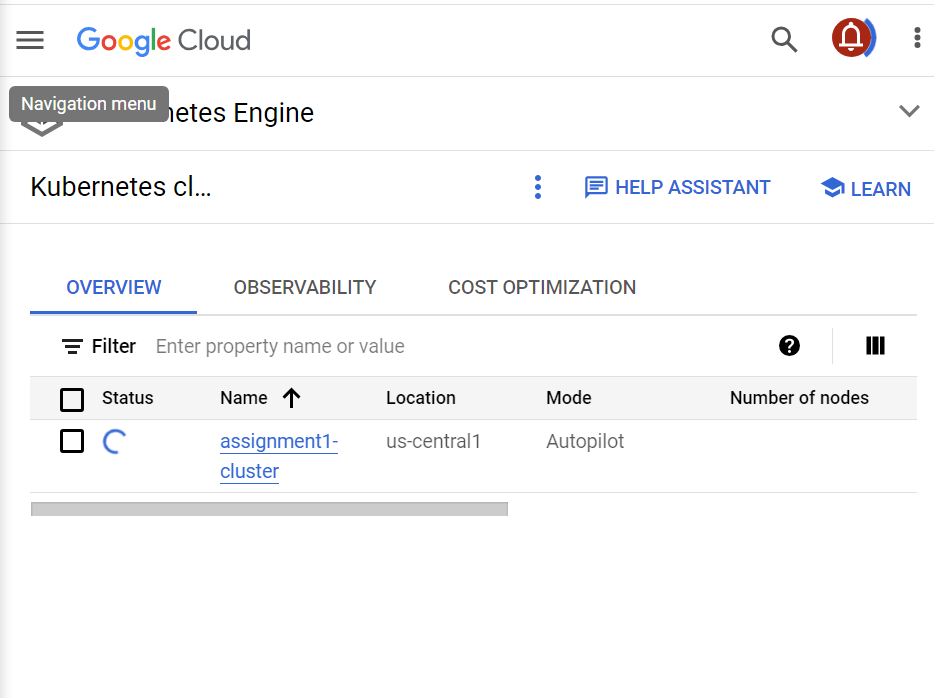 Google Cloud
Navigation menu
netes Engine
Kubernetes cl...
HELP ASSISTANT
LEARN
OVERVIEW
OBSERVABILITY
COST OPTIMIZATION
Filter
Enter property name or value
Status
Name
Location
Mode
Number of nodes
assignment1-
cluster
us-central1
Autopilot